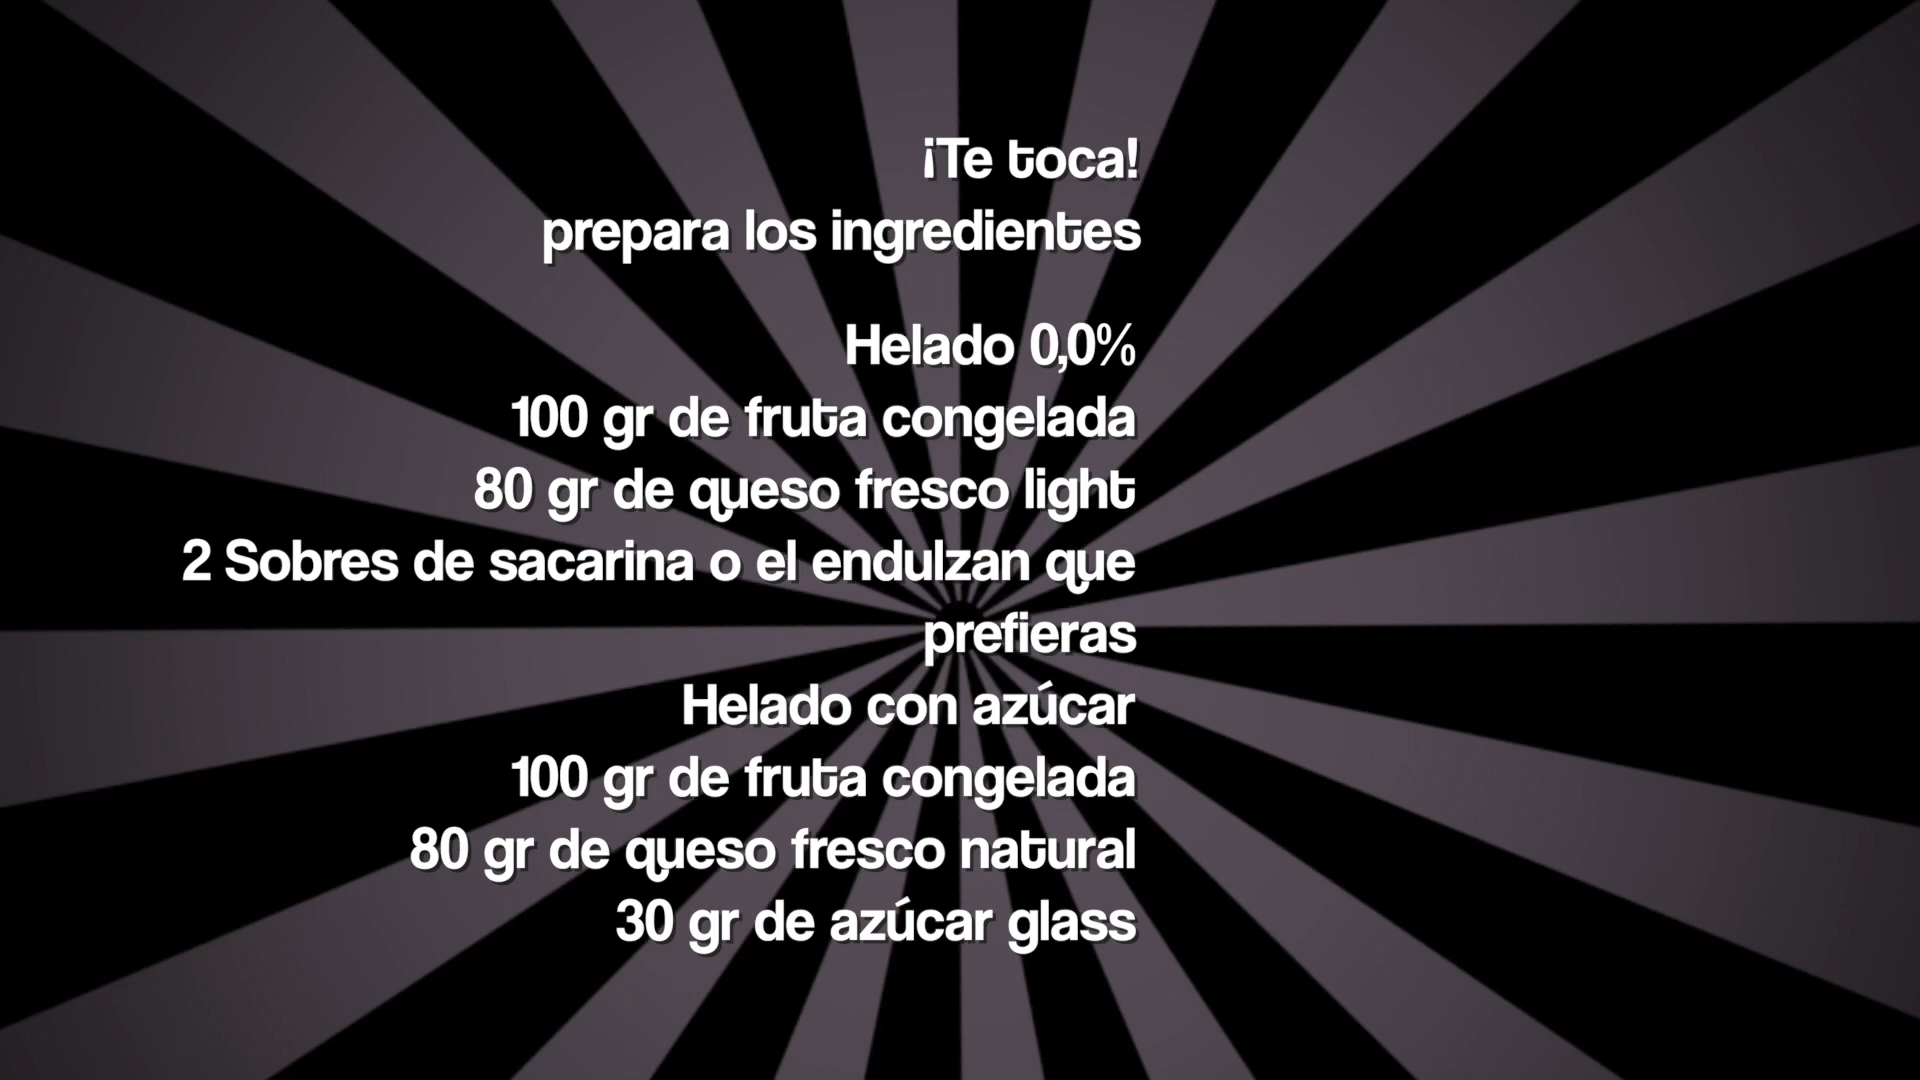 ¡Te toca!
prepara los ingredientes
Helado 0,0%
100 gr de fruta congelada
80 gr de queso fresco light
2 Sobres de sacarina o el endulzan que
prefieras
Helado con azúcar
100 gr de fruta congelada
80 gr de queso fresco natural
30 gr de azúcar glass